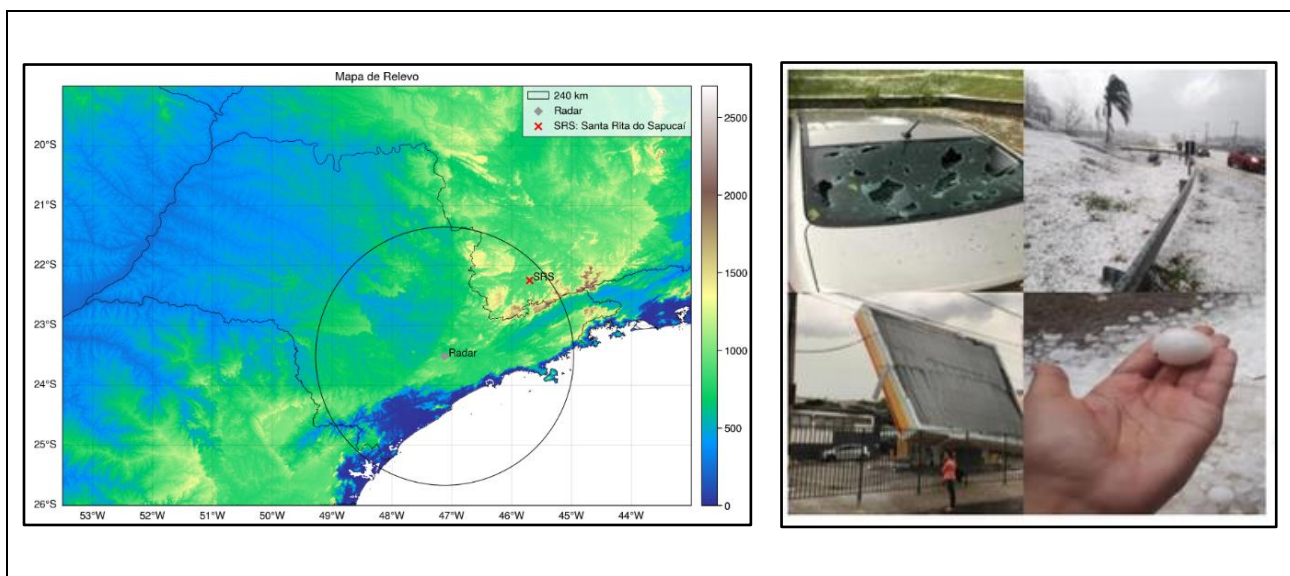 Mapa de Relevo
240 km
Radar
SRS: Santa Rita do Sapucaí
20°S
21°S
22°S
23°S
24°S
25°S
26°S
53°W
52°W
51°W
50°W
49°W
48°W
47°W
46°W
45°W
44°W
SRS
Radar
2500
2000
1500
1000
500
0